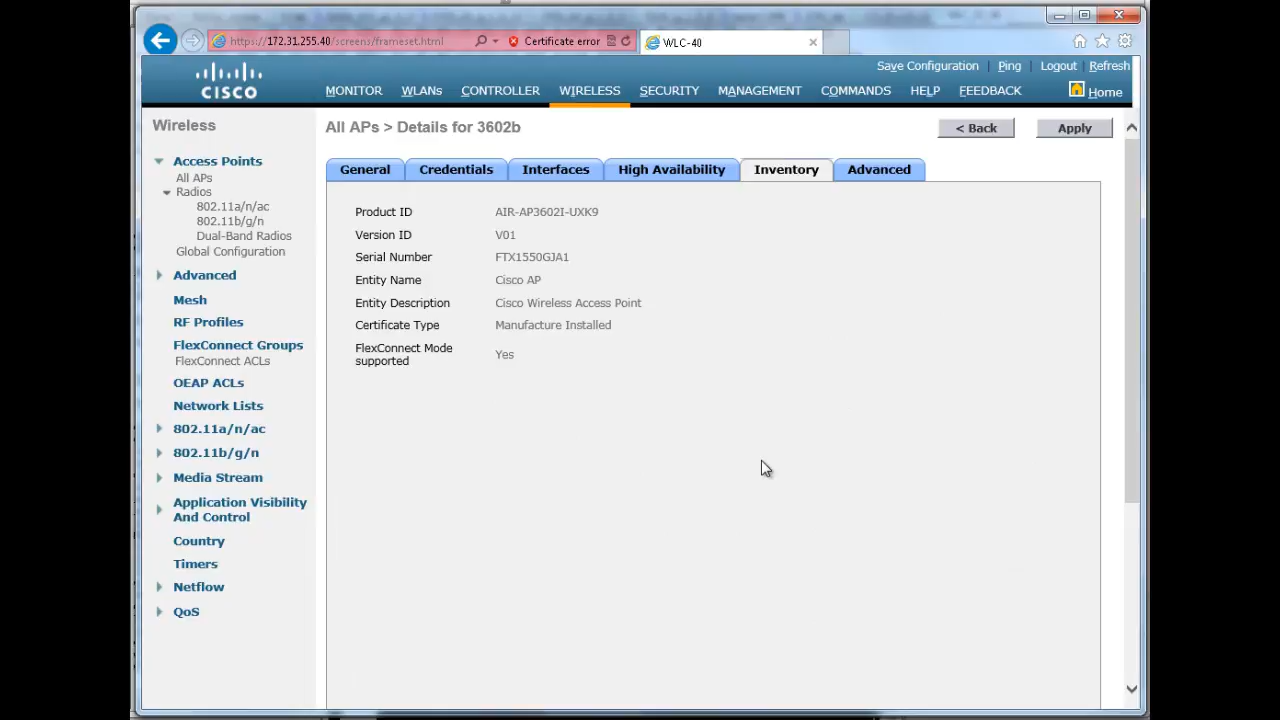 https://172.31.255.40/screens/frameset.html
Certificate error
WLC-40
Save Configuration | Ping | Logout | Refresh
CISCO
MONITOR WLANs CONTROLLER WIRELESS SECURITY MANAGEMENT COMMANDS HELP FEEDBACK Home
Wireless
Access Points
All APs
Radios
802.11a/n/ac
802.11b/g/n
Dual-Band Radios
Global Configuration
Advanced
Mesh
RF Profiles
FlexConnect Groups
FlexConnect ACLs
OEAP ACLs
Network Lists
802.11a/n/ac
802.11b/g/n
Media Stream
Application Visibility
And Control
Country
Timers
Netflow
QoS
All APs > Details for 3602b
< Back
Apply
General Credentials Interfaces High Availability Inventory Advanced
Product ID AIR-AP3602I-UXK9
Version ID V01
Serial Number FTX1550GJA1
Entity Name Cisco AP
Entity Description Cisco Wireless Access Point
Certificate Type Manufacture Installed
FlexConnect Mode
supported Yes